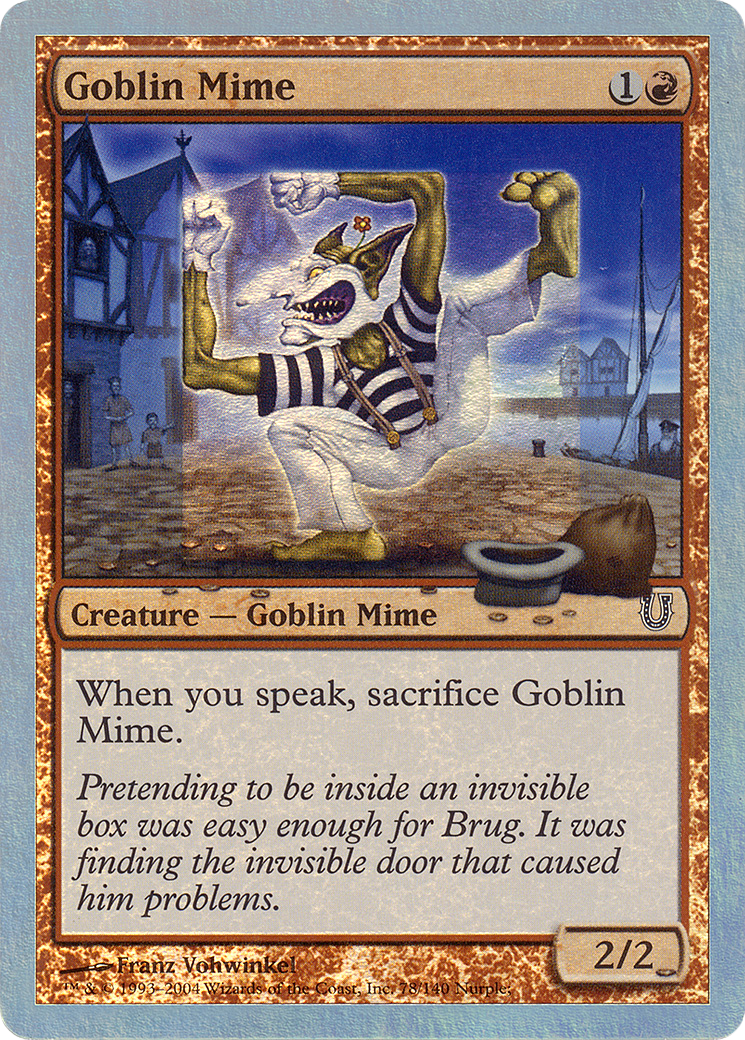 Goblin Mime 1
Creature — Goblin Mime
When you speak, sacrifice Goblin
Mime.
Pretending to be inside an invisible
box was easy enough for Brug. It was
finding the invisible door that caused
him problems.
2/2
Franz Vohwinkel
™ & © 1993–2004 Wizards of the Coast, Inc. 78/140 Nurple;